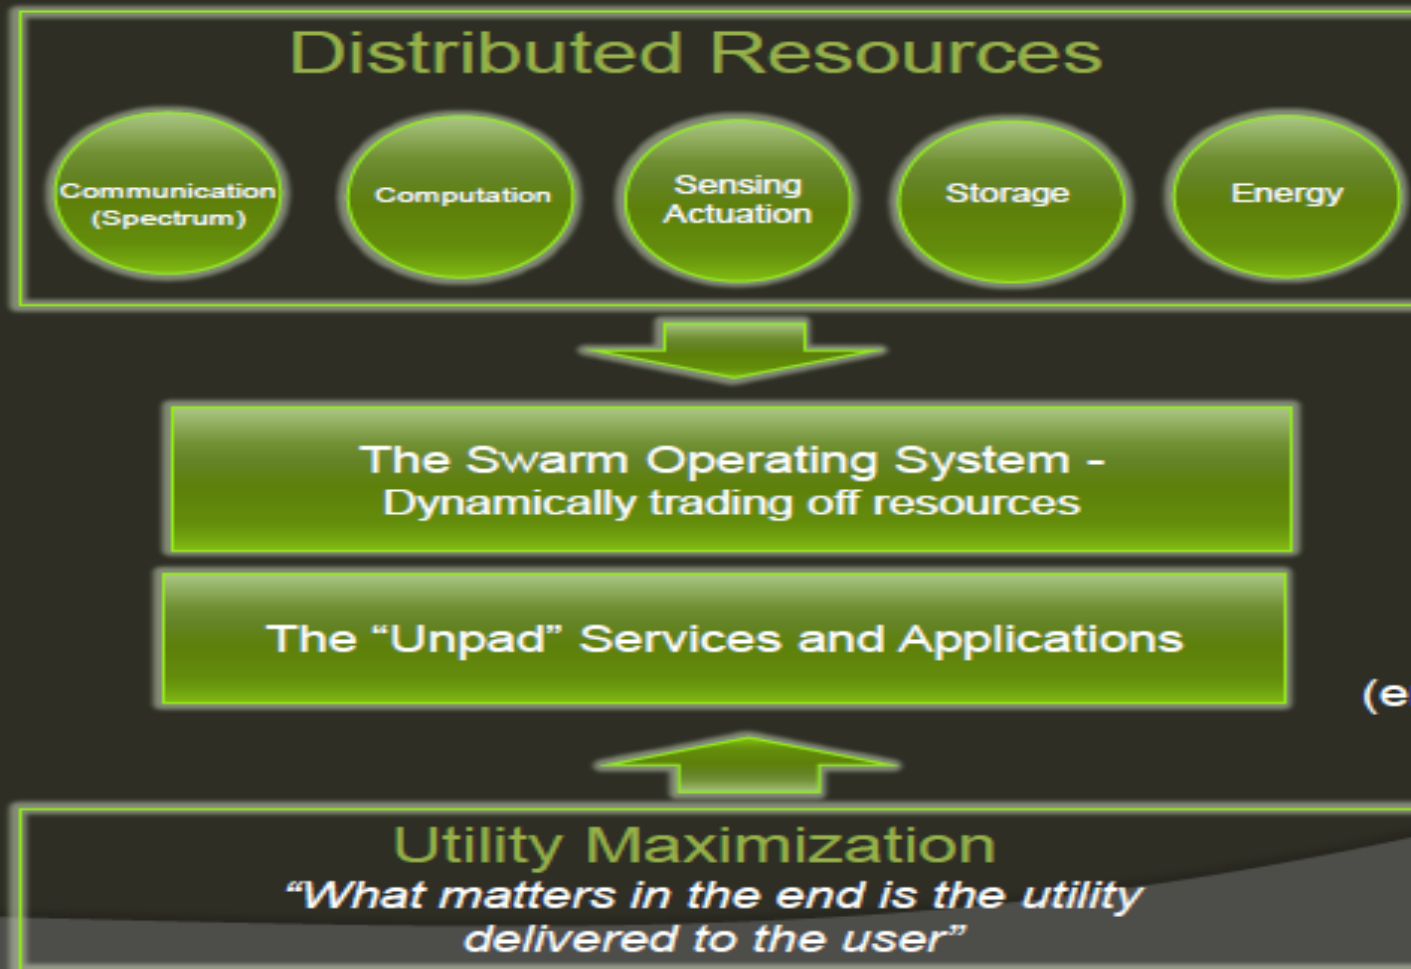 Distributed Resources
Communication
(Spectrum)
Computation
Sensing
Actuation
Storage
Energy
The Swarm Operating System -
Dynamically trading off resources
The “Unpad” Services and Applications
(e
Utility Maximization
“What matters in the end is the utility
delivered to the user”